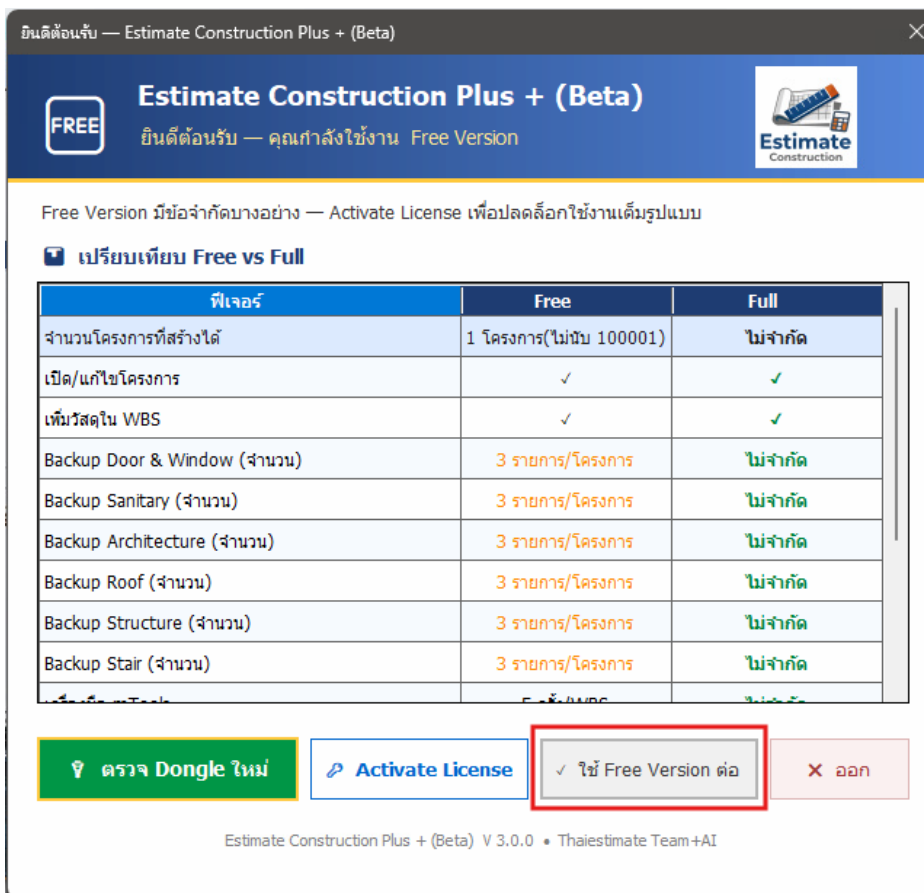 ยินดีต้อนรับ — Estimate Construction Plus + (Beta)
FREE
Estimate Construction Plus + (Beta)
ยินดีต้อนรับ — คุณกำลังใช้งาน Free Version
Estimate
Construction
Free Version มีข้อจำกัดบางอย่าง — Activate License เพื่อปลดล็อกใช้งานเต็มรูปแบบ
เปรียบเทียบ Free vs Full
ฟีเจอร์ Free Full
จำนวนโครงการที่สร้างได้ 1 โครงการ(ไม่นับ 100001) ไม่จำกัด
เปิด/แก้ไขโครงการ ✓ ✓
เพิ่มวัสดุใน WBS ✓ ✓
Backup Door & Window (จำนวน) 3 รายการ/โครงการ ไม่จำกัด
Backup Sanitary (จำนวน) 3 รายการ/โครงการ ไม่จำกัด
Backup Architecture (จำนวน) 3 รายการ/โครงการ ไม่จำกัด
Backup Roof (จำนวน) 3 รายการ/โครงการ ไม่จำกัด
Backup Structure (จำนวน) 3 รายการ/โครงการ ไม่จำกัด
Backup Stair (จำนวน) 3 รายการ/โครงการ ไม่จำกัด
ตรวจ Dongle ใหม่ Activate License ✓ ใช้ Free Version ต่อ ✕ ออก
Estimate Construction Plus + (Beta) V 3.0.0 • Thaiestimate Team+AI